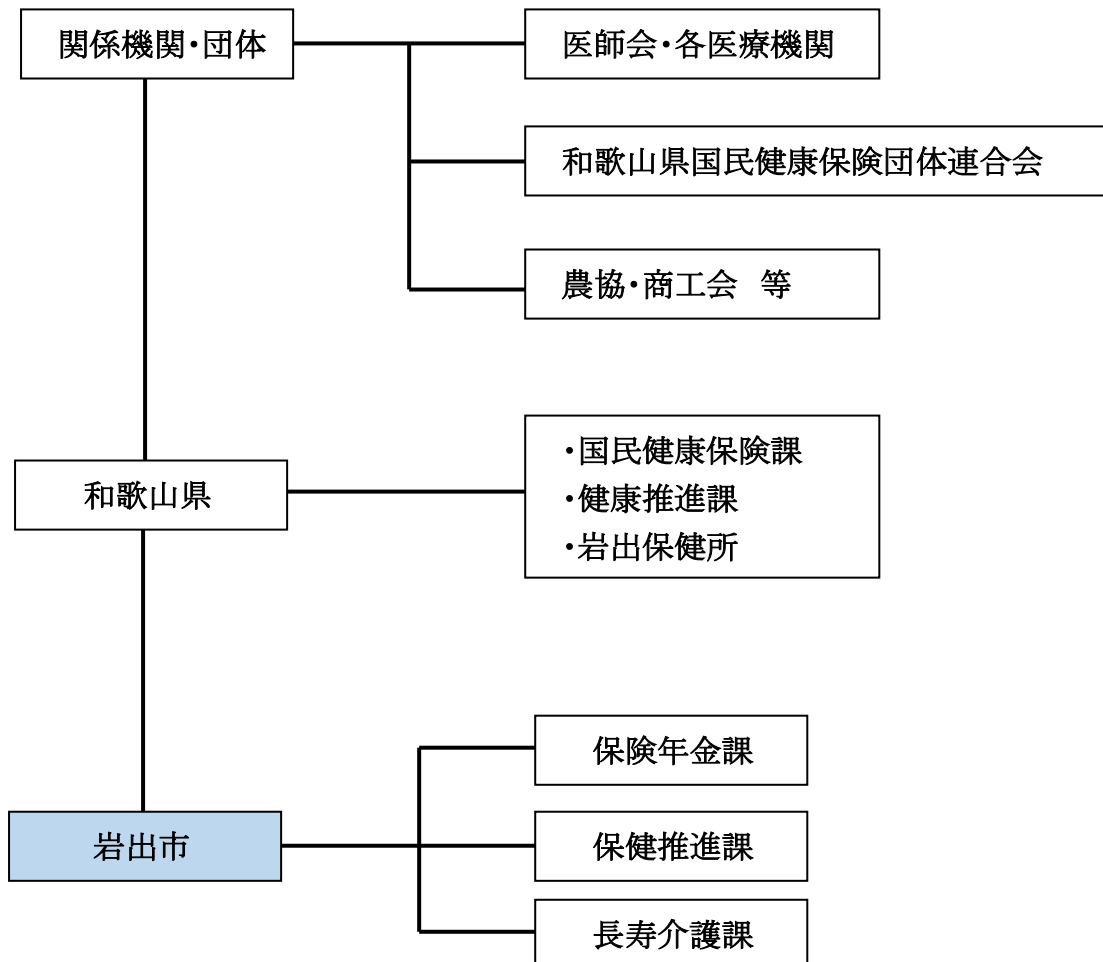 関係機関・団体
医師会・各医療機関
和歌山県国民健康保険団体連合会
農協・商工会　等
和歌山県
・国民健康保険課
・健康推進課
・岩出保健所
岩出市
保険年金課
保健推進課
長寿介護課